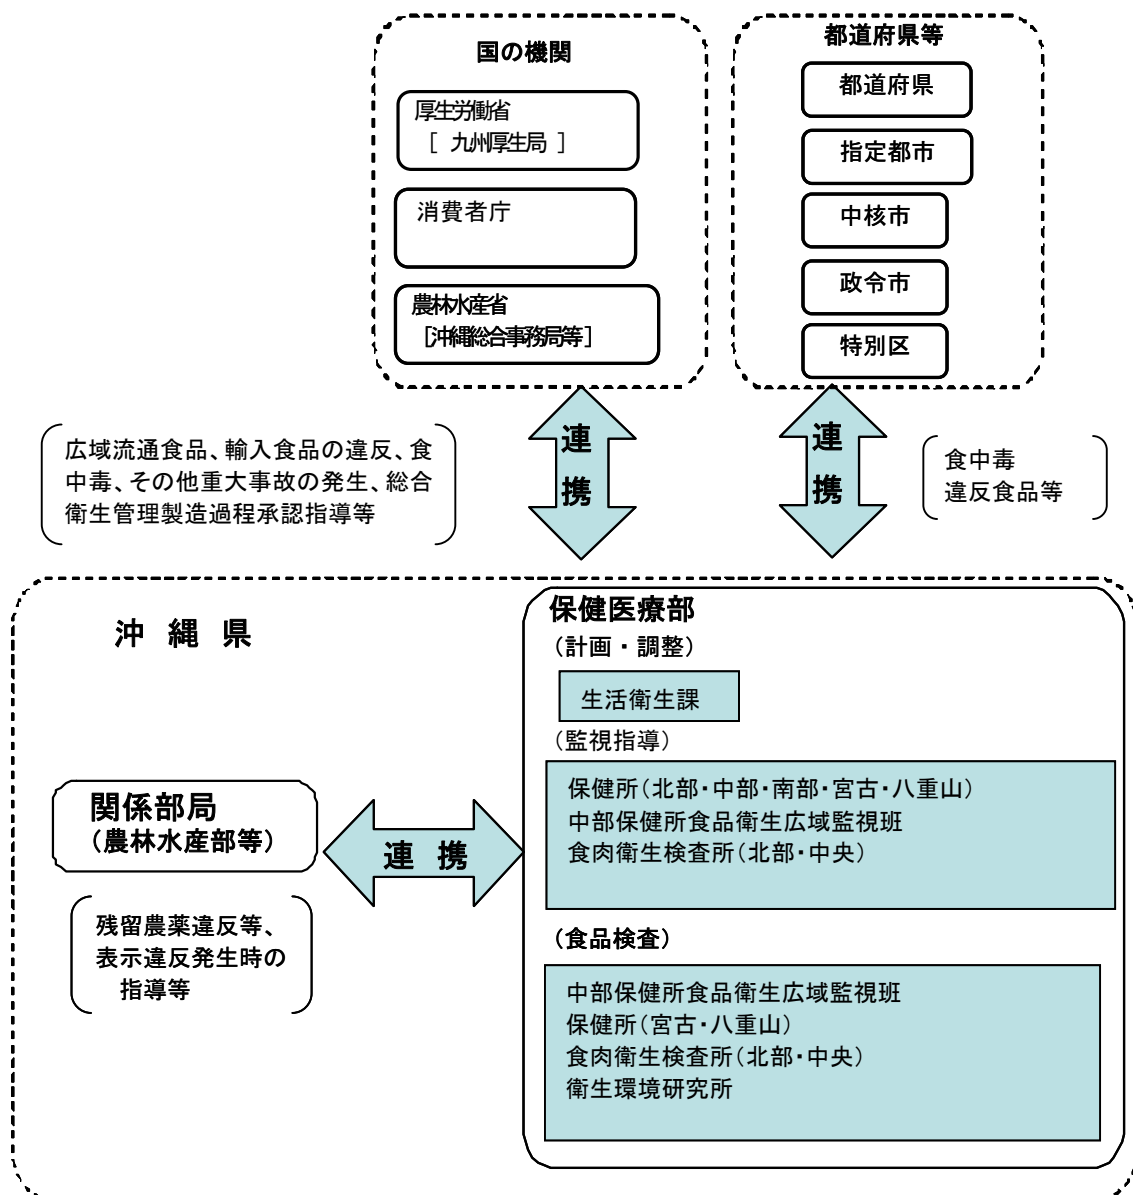 国の機関
厚生労働省
[ 九州厚生局 ]
消費者庁
農林水産省
[沖縄総合事務局等]
都道府県等
都道府県
指定都市
中核市
政令市
特別区
広域流通食品、輸入食品の違反、食
中毒、その他重大事故の発生、総合
衛生管理製造過程承認指導等
連
携
連
携
食中毒
違反食品等
沖 縄 県
関係部局
(農林水産部等)
残留農薬違反等、
表示違反発生時の
指導等
連 携
保健医療部
(計画・調整)
生活衛生課
(監視指導)
保健所(北部・中部・南部・宮古・八重山)
中部保健所食品衛生広域監視班
食肉衛生検査所(北部・中央)
(食品検査)
中部保健所食品衛生広域監視班
保健所(宮古・八重山)
食肉衛生検査所(北部・中央)
衛生環境研究所